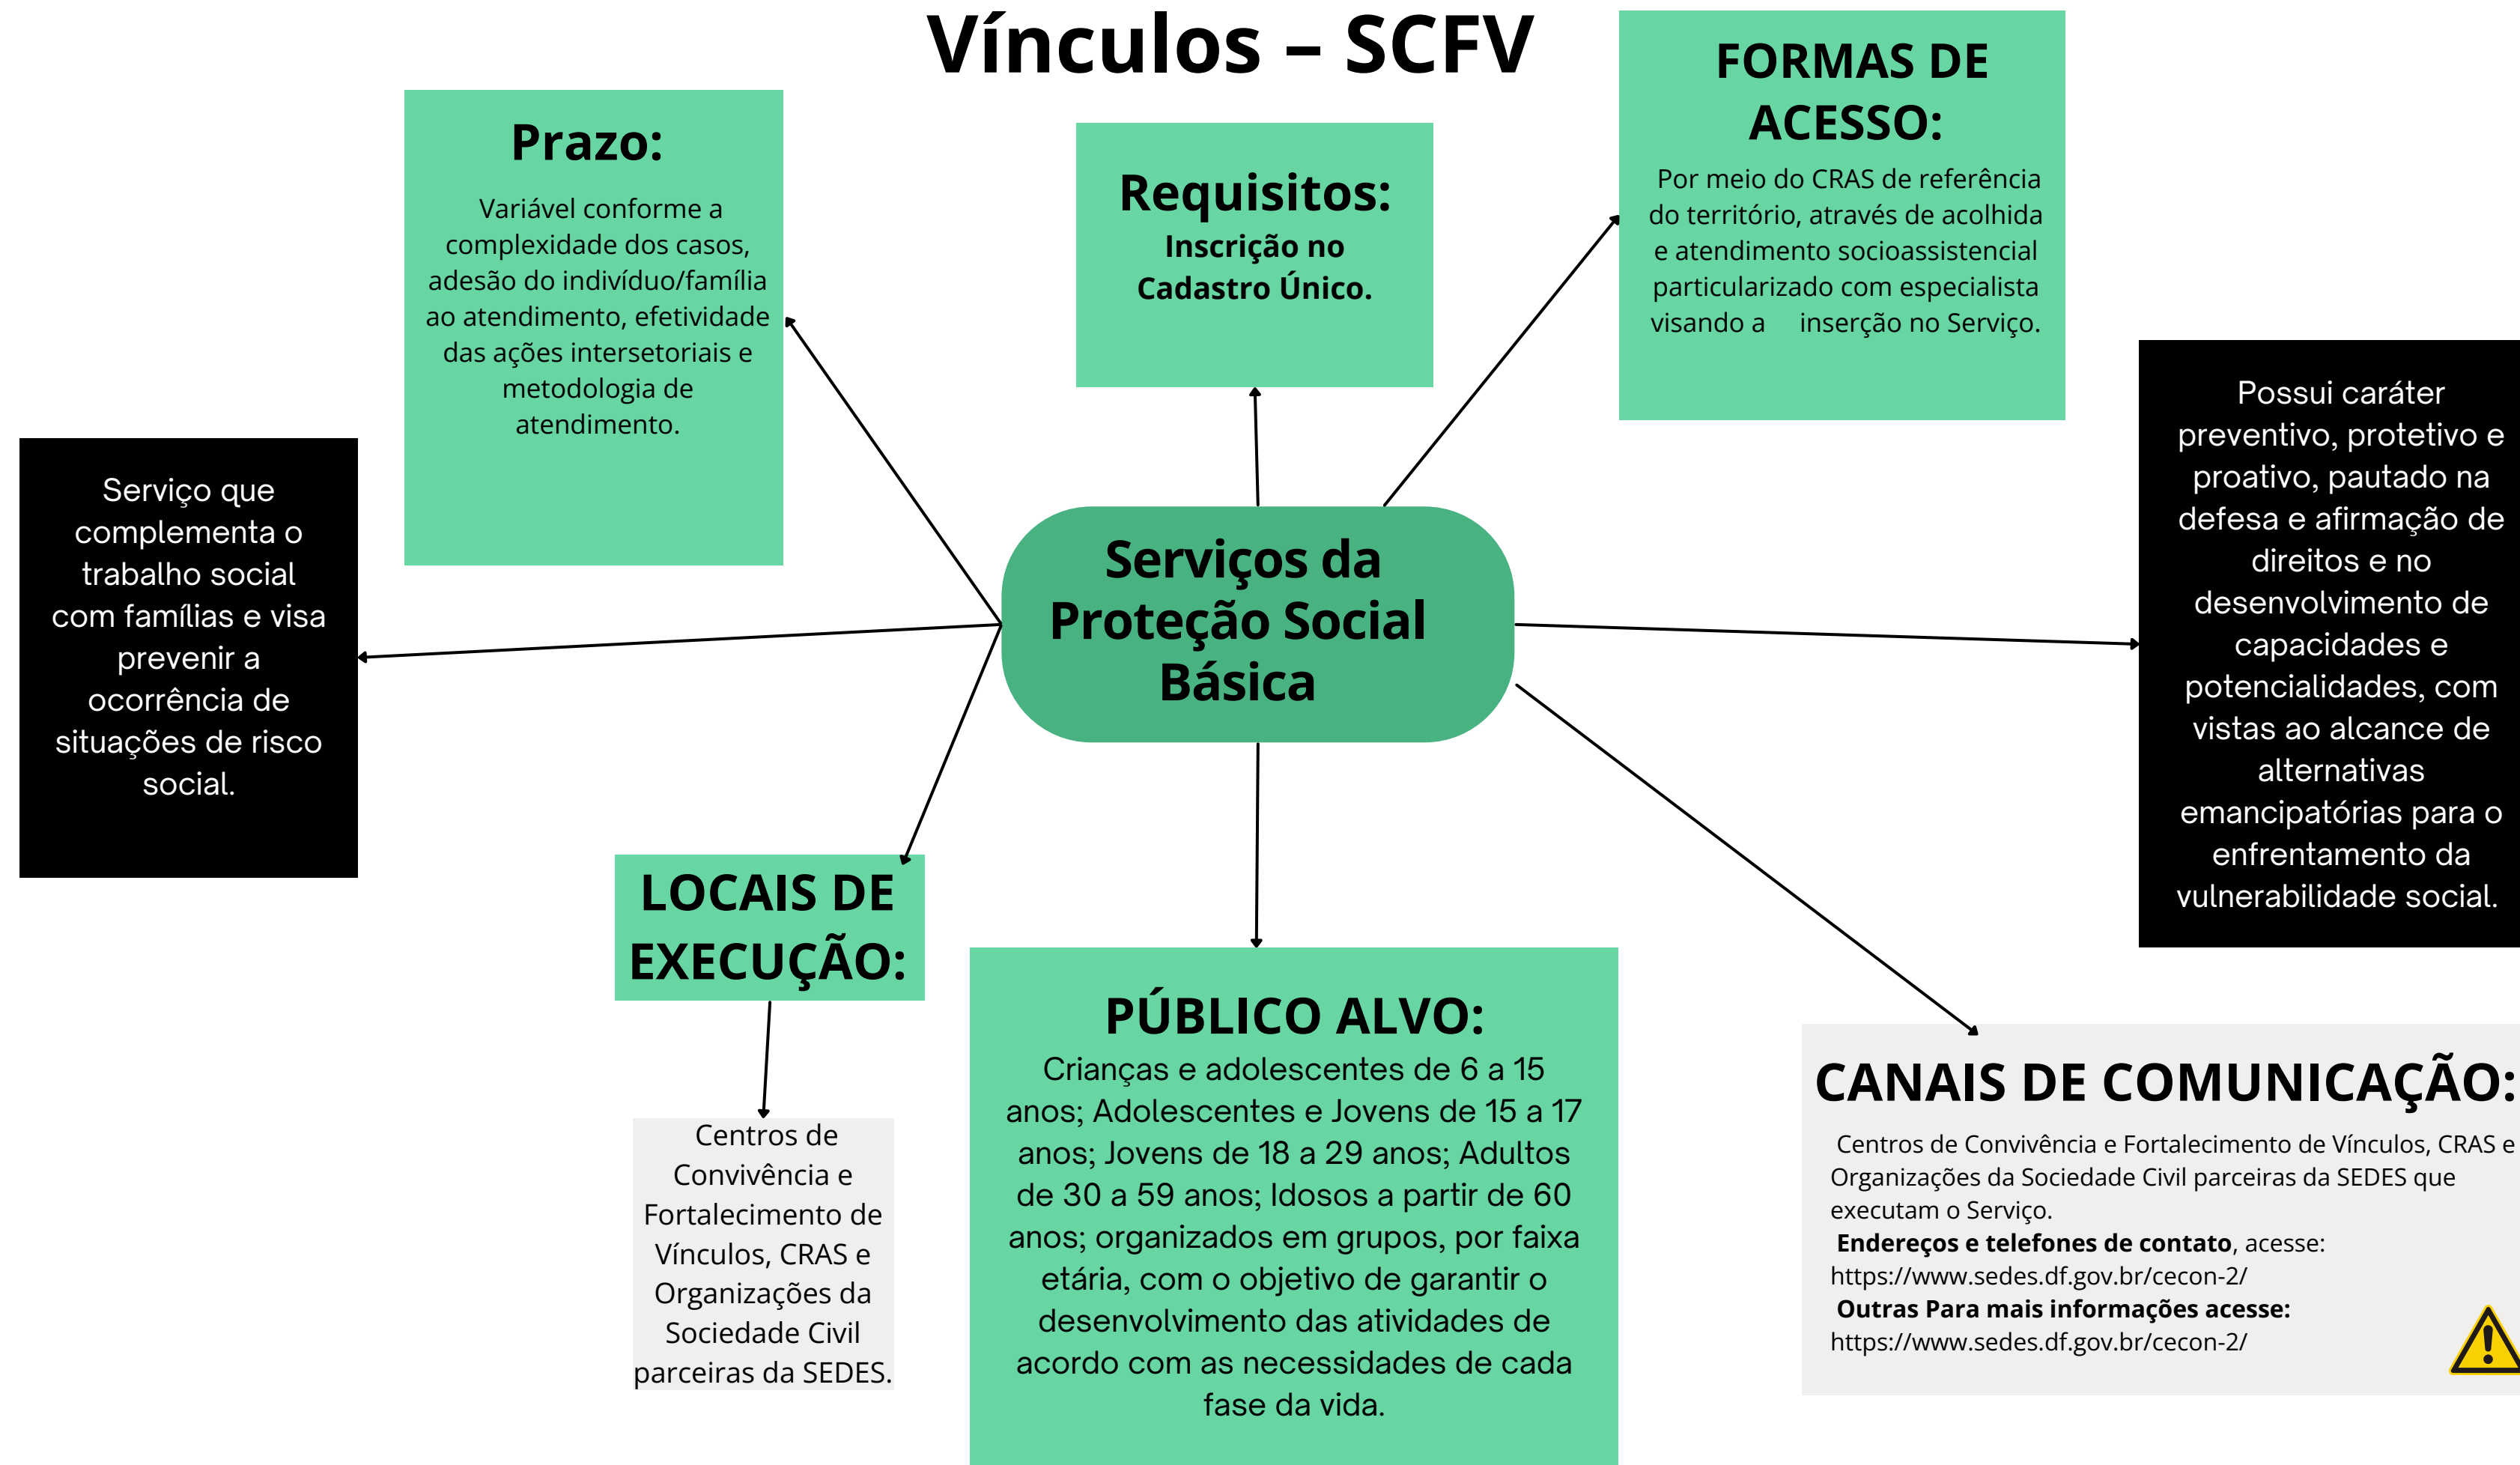 Vínculos – SCFV
Prazo:
Variável conforme a
complexidade dos casos,
adesão do indivíduo/família
ao atendimento, efetividade
das ações intersetoriais e
metodologia de
atendimento.
Requisitos:
Inscrição no
Cadastro Único.
FORMAS DE
ACESSO:
Por meio do CRAS de referência
do território, através de acolhida
e atendimento socioassistencial
particularizado com especialista
visando a inserção no Serviço.
Serviço que
complementa o
trabalho social
com famílias e visa
prevenir a
ocorrência de
situações de risco
social.
Serviços da
Proteção Social
Básica
Possui caráter
preventivo, protetivo e
proativo, pautado na
defesa e afirmação de
direitos e no
desenvolvimento de
capacidades e
potencialidades, com
vistas ao alcance de
alternativas
emancipatórias para o
enfrentamento da
vulnerabilidade social.
LOCAIS DE
EXECUÇÃO:
Centros de
Convivência e
Fortalecimento de
Vínculos, CRAS e
Organizações da
Sociedade Civil
parceiras da SEDES.
PÚBLICO ALVO:
Crianças e adolescentes de 6 a 15
anos; Adolescentes e Jovens de 15 a 17
anos; Jovens de 18 a 29 anos; Adultos
de 30 a 59 anos; Idosos a partir de 60
anos; organizados em grupos, por faixa
etária, com o objetivo de garantir o
desenvolvimento das atividades de
acordo com as necessidades de cada
fase da vida.
CANAIS DE COMUNICAÇÃO:
Centros de Convivência e Fortalecimento de Vínculos, CRAS e
Organizações da Sociedade Civil parceiras da SEDES que
executam o Serviço.
Endereços e telefones de contato, acesse:
https://www.sedes.df.gov.br/cecon-2/
Outras Para mais informações acesse:
https://www.sedes.df.gov.br/cecon-2/